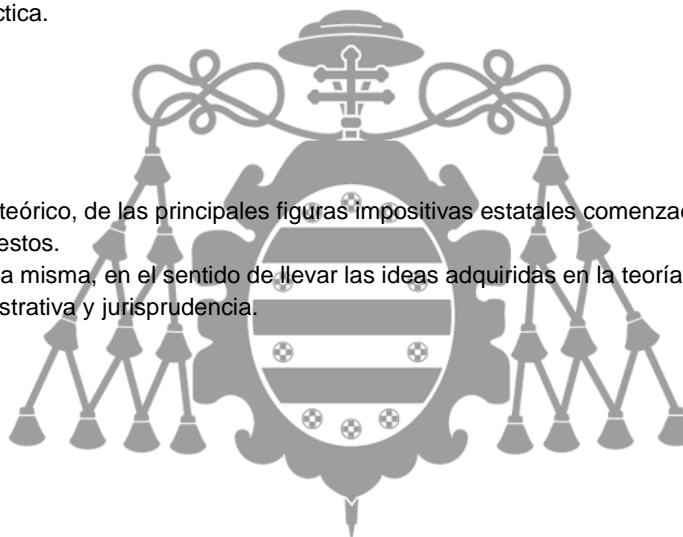 ctica.
teórico, de las principales figuras impositivas estatales comenzad
estos.
a misma, en el sentido de llevar las ideas adquiridas en la teoría
strativa y jurisprudencia.